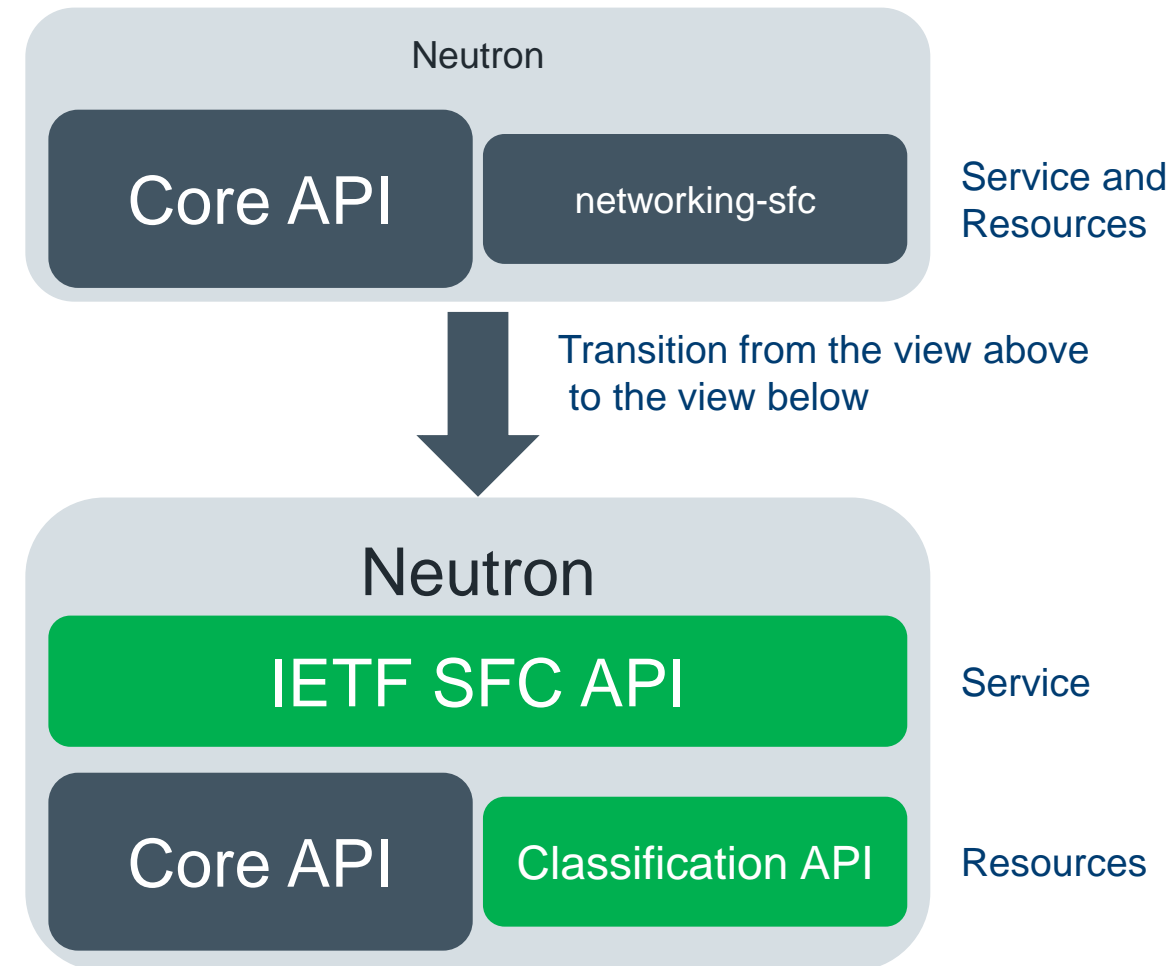 Neutron
Core API
networking-sfc
Service and
Resources
Transition from the view above
to the view below
Neutron
IETF SFC API
Service
Core API
Classification API
Resources